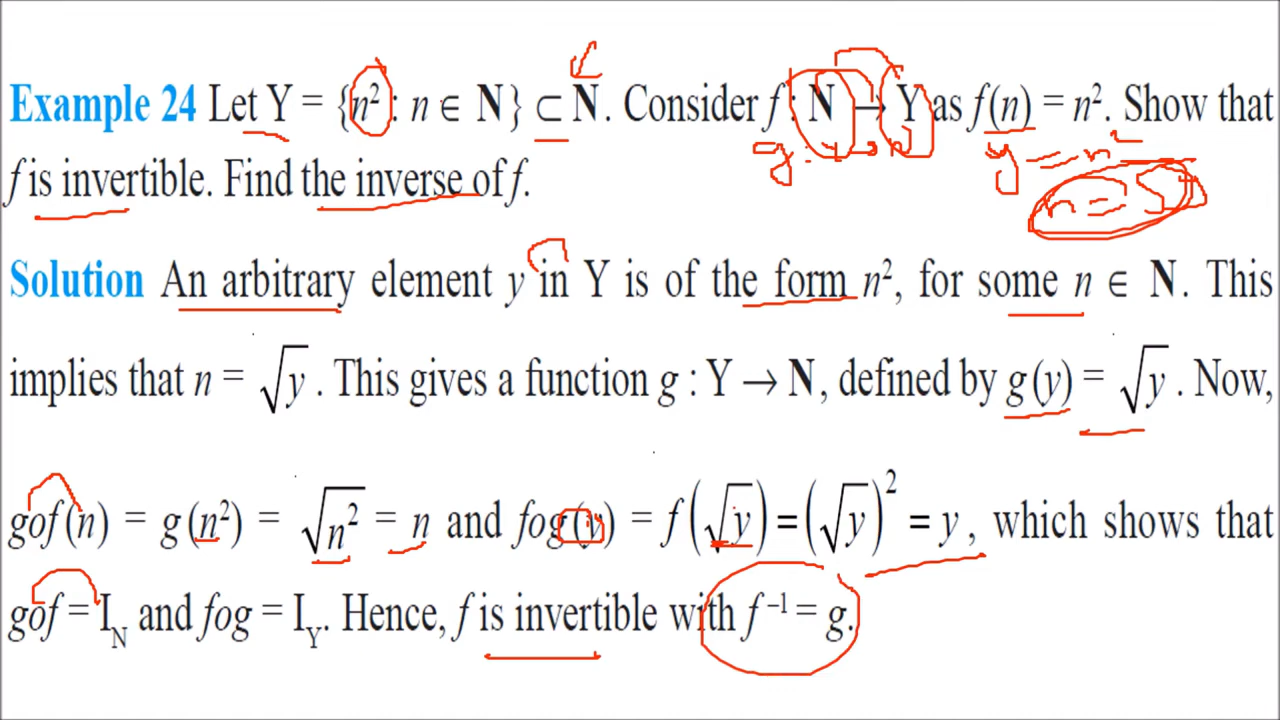 Example 24 Let Y = {n² : n ∈ N} ⊂ N. Consider f : N → Y as f(n) = n². Show that
g : Y → N
y = n²
f is invertible. Find the inverse of f.
n = √y
Solution An arbitrary element y in Y is of the form n², for some n ∈ N. This
implies that n = √y . This gives a function g : Y → N, defined by g(y) = √y . Now,
gof(n) = g(n²) = √n² = n and fog(y) = f(√y) = (√y)² = y , which shows that
gof = I_N and fog = I_Y. Hence, f is invertible with f⁻¹ = g.